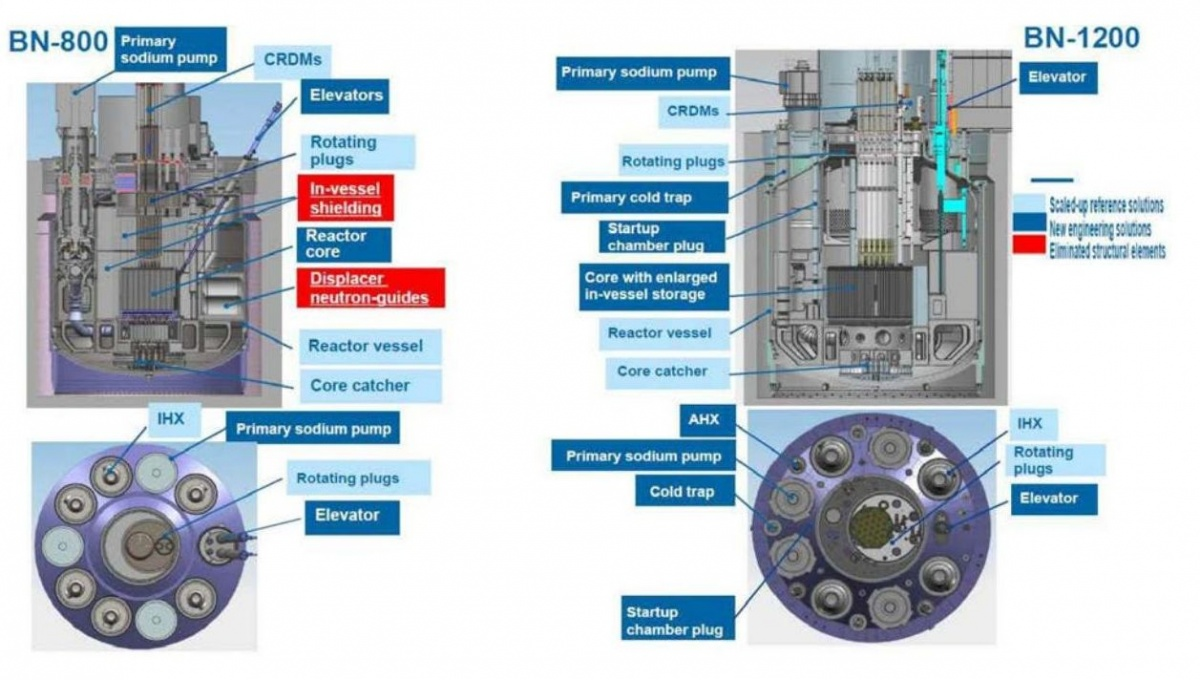 BN-800
Primary
sodium pump
CRDMs
Elevators
Rotating
plugs
In-vessel
shielding
Reactor
core
Displacer
neutron-guides
Reactor vessel
Core catcher
IHX
Primary sodium pump
Rotating plugs
Elevator
BN-1200
Primary sodium pump
Elevator
CRDMs
Rotating plugs
Primary cold trap
Startup
chamber plug
Core with enlarged
in-vessel storage
Reactor vessel
Core catcher
Scaled-up reference solutions
New engineering solutions
Eliminated structural elements
AHX
IHX
Primary sodium pump
Rotating
plugs
Cold trap
Elevator
Startup
chamber plug